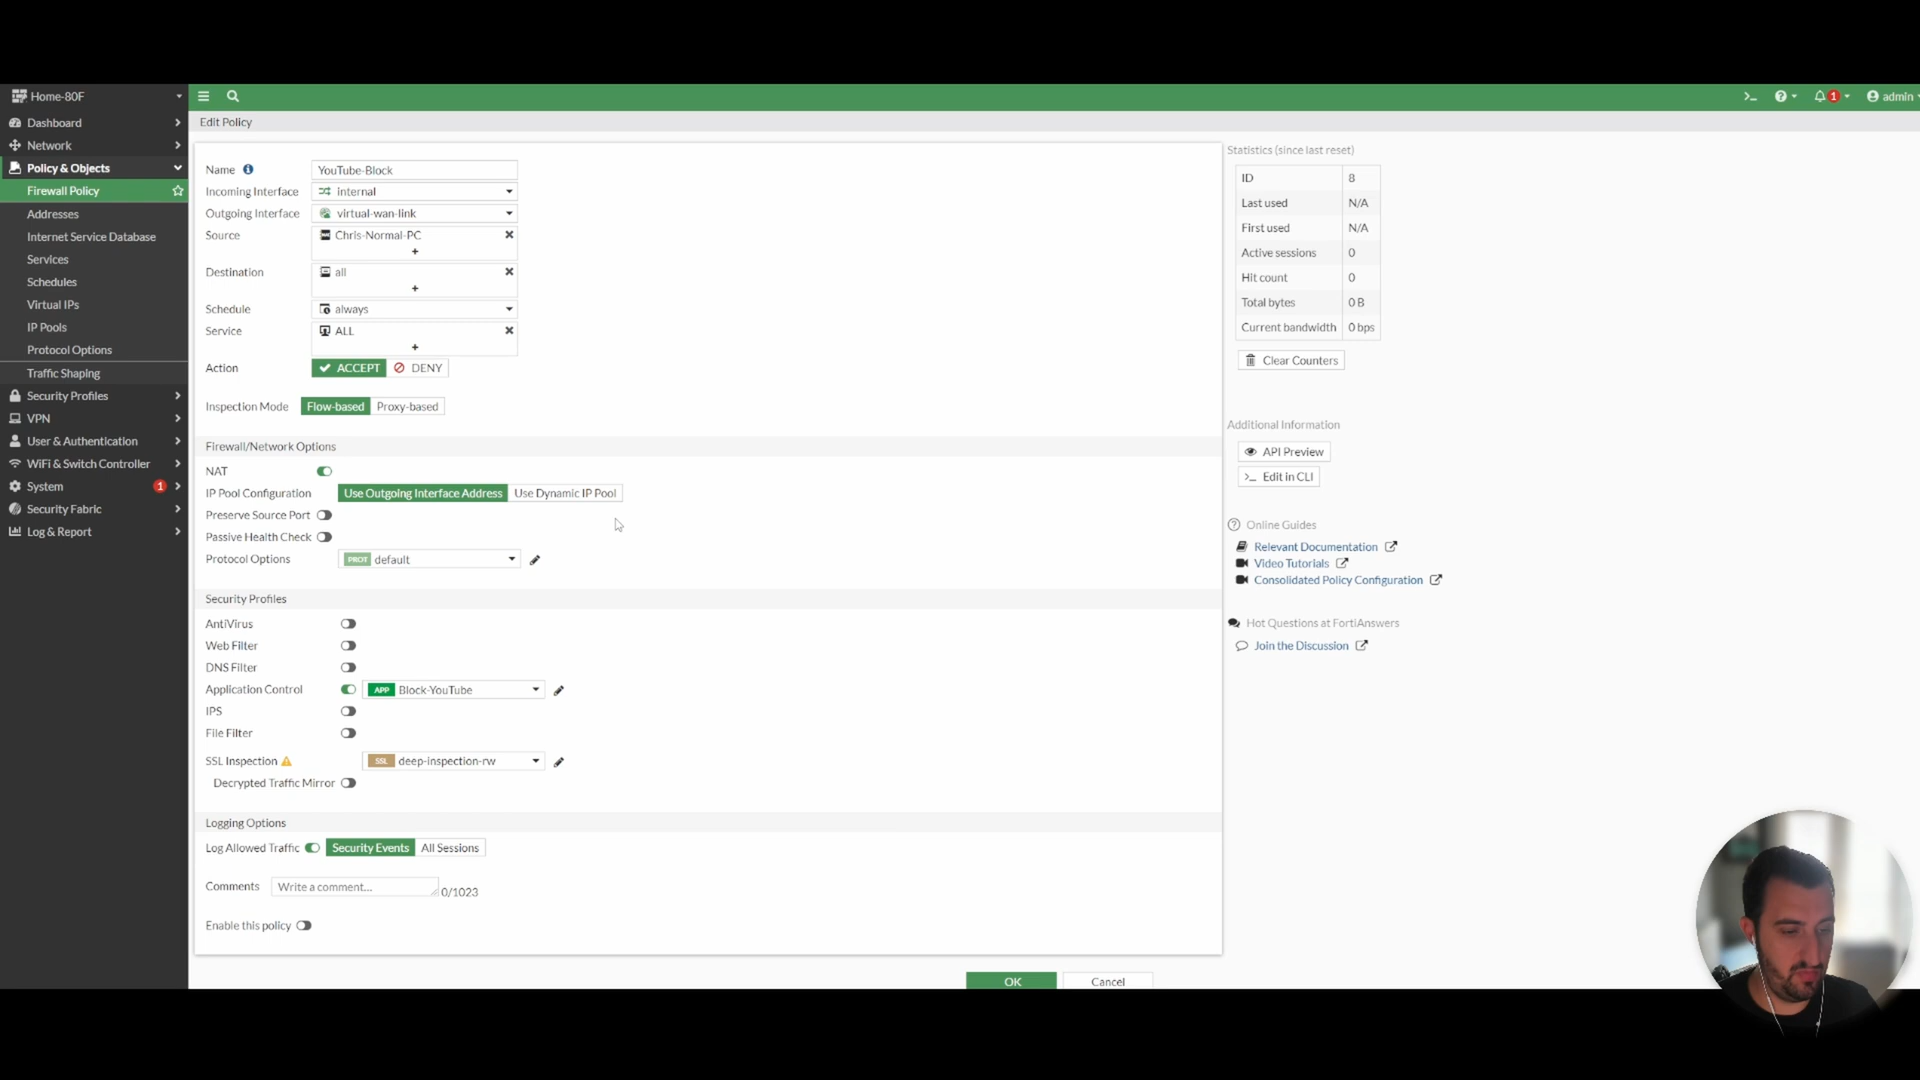 Home-80F
Dashboard
Network
Policy & Objects
Firewall Policy
Addresses
Internet Service Database
Services
Schedules
Virtual IPs
IP Pools
Protocol Options
Traffic Shaping
Security Profiles
VPN
User & Authentication
WiFi & Switch Controller
System 1
Security Fabric
Log & Report
1 admin
Edit Policy
Name YouTube-Block
Incoming Interface internal
Outgoing Interface virtual-wan-link
Source Chris-Normal-PC
+
Destination all
+
Schedule always
Service ALL
+
Action ACCEPT DENY
Inspection Mode Flow-based Proxy-based
Firewall/Network Options
NAT
IP Pool Configuration Use Outgoing Interface Address Use Dynamic IP Pool
Preserve Source Port
Passive Health Check
Protocol Options PROT default
Security Profiles
AntiVirus
Web Filter
DNS Filter
Application Control APP Block-YouTube
IPS
File Filter
SSL Inspection SSL deep-inspection-rw
Decrypted Traffic Mirror
Logging Options
Log Allowed Traffic Security Events All Sessions
Comments Write a comment... 0/1023
Enable this policy
OK Cancel
Statistics (since last reset)
ID 8
Last used N/A
First used N/A
Active sessions 0
Hit count 0
Total bytes 0 B
Current bandwidth 0 bps
Clear Counters
Additional Information
API Preview
>_ Edit in CLI
Online Guides
Relevant Documentation
Video Tutorials
Consolidated Policy Configuration
Hot Questions at FortiAnswers
Join the Discussion